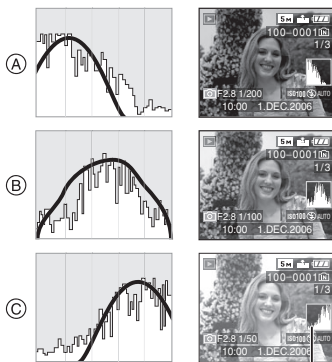 A
5M
100-0001
1/3
F2.8 1/200
ISO100 AUTO
10:00 1.DEC.2006
B
5M
100-0001
1/3
F2.8 1/100
ISO100 AUTO
10:00 1.DEC.2006
C
5M
100-0001
1/3
F2.8 1/50
ISO100 AUTO
10:00 1.DEC.2006